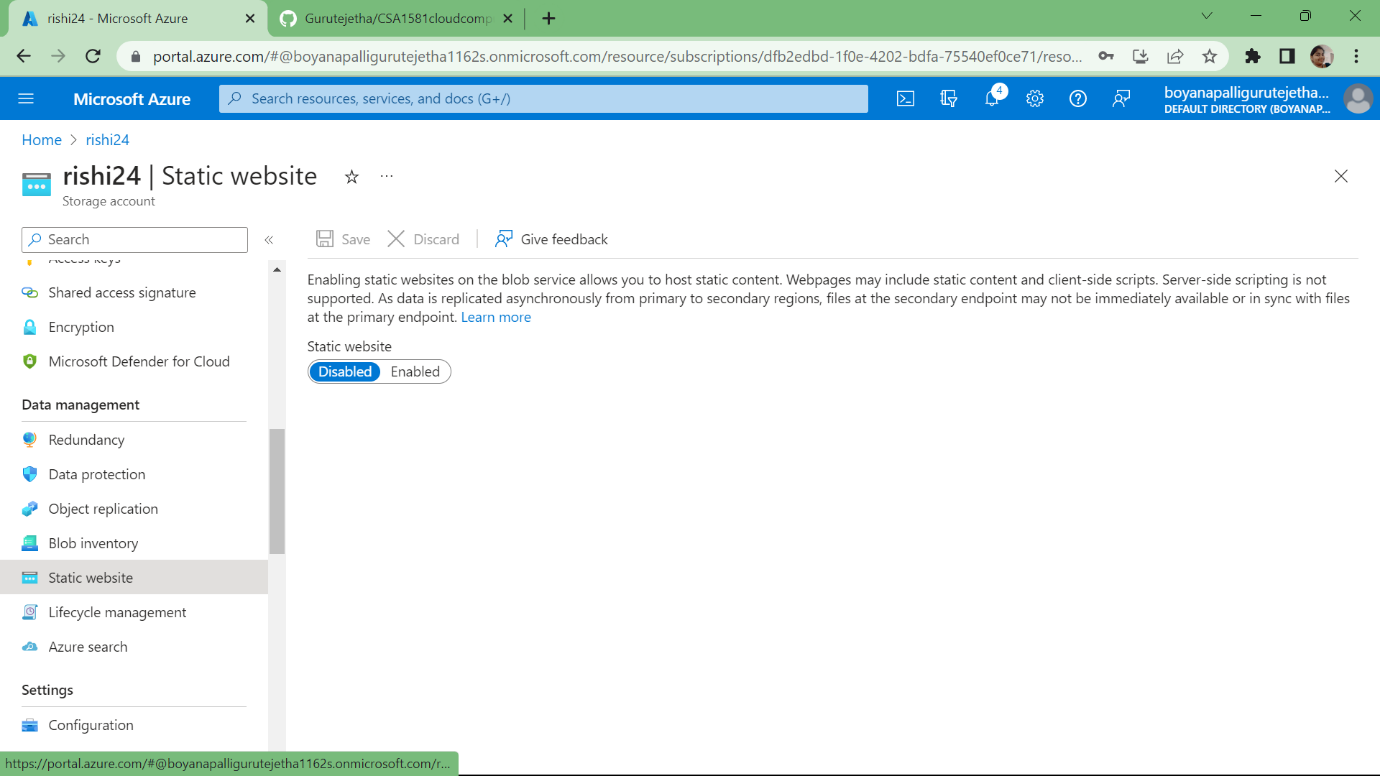 rishi24 - Microsoft Azure
Gurutejetha/CSA1581cloudcomp
portal.azure.com/#@boyanapalligurutejetha1162s.onmicrosoft.com/resource/subscriptions/dfb2edbd-1f0e-4202-bdfa-75540ef0ce71/reso...
Microsoft Azure
Search resources, services, and docs (G+/)
4
boyanapalligurutejetha...
DEFAULT DIRECTORY (BOYANAP...
Home > rishi24
rishi24 | Static website
Storage account
Search
Save
Discard
Give feedback
Access keys
Shared access signature
Encryption
Microsoft Defender for Cloud
Data management
Redundancy
Data protection
Object replication
Blob inventory
Static website
Lifecycle management
Azure search
Settings
Configuration
Enabling static websites on the blob service allows you to host static content. Webpages may include static content and client-side scripts. Server-side scripting is not
supported. As data is replicated asynchronously from primary to secondary regions, files at the secondary endpoint may not be immediately available or in sync with files
at the primary endpoint. Learn more
Static website
Disabled Enabled
https://portal.azure.com/#@boyanapalligurutejetha1162s.onmicrosoft.com/r...